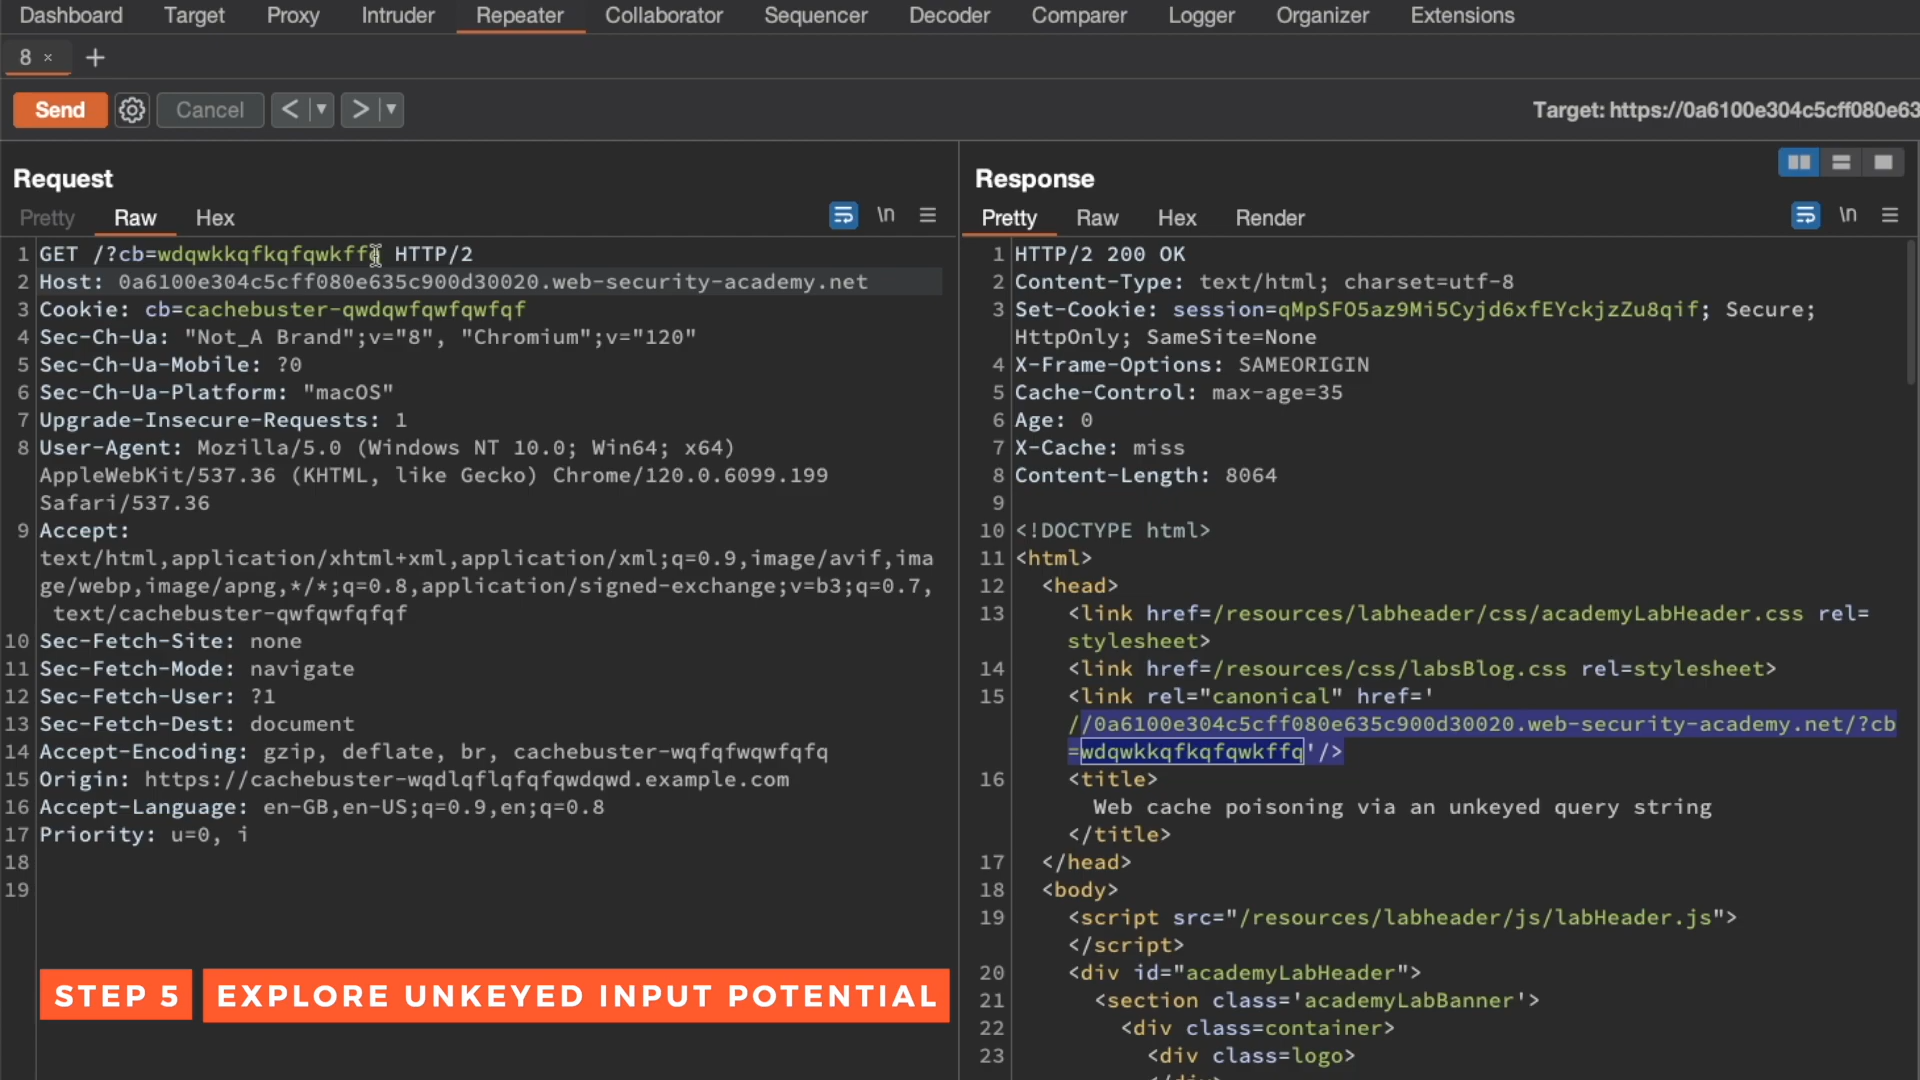 Dashboard Target Proxy Intruder Repeater Collaborator Sequencer Decoder Comparer Logger Organizer Extensions
8 × +
Send Cancel < ▾ > ▾ Target: https://0a6100e304c5cff080e63
Request
Pretty Raw Hex \n
1 GET /?cb=wdqwkkqfkqfqwkffq HTTP/2
2 Host: 0a6100e304c5cff080e635c900d30020.web-security-academy.net
3 Cookie: cb=cachebuster-qwdqwfqwfqwfqf
4 Sec-Ch-Ua: "Not_A Brand";v="8", "Chromium";v="120"
5 Sec-Ch-Ua-Mobile: ?0
6 Sec-Ch-Ua-Platform: "macOS"
7 Upgrade-Insecure-Requests: 1
8 User-Agent: Mozilla/5.0 (Windows NT 10.0; Win64; x64)
AppleWebKit/537.36 (KHTML, like Gecko) Chrome/120.0.6099.199
Safari/537.36
9 Accept:
text/html,application/xhtml+xml,application/xml;q=0.9,image/avif,ima
ge/webp,image/apng,*/*;q=0.8,application/signed-exchange;v=b3;q=0.7,
text/cachebuster-qwfqwfqfqf
10 Sec-Fetch-Site: none
11 Sec-Fetch-Mode: navigate
12 Sec-Fetch-User: ?1
13 Sec-Fetch-Dest: document
14 Accept-Encoding: gzip, deflate, br, cachebuster-wqfqfwqwfqfq
15 Origin: https://cachebuster-wqdlqflqfqfqwdqwd.example.com
16 Accept-Language: en-GB,en-US;q=0.9,en;q=0.8
17 Priority: u=0, i
18
19
STEP 5 EXPLORE UNKEYED INPUT POTENTIAL
Response
Pretty Raw Hex Render \n
1 HTTP/2 200 OK
2 Content-Type: text/html; charset=utf-8
3 Set-Cookie: session=qMpSFO5az9Mi5Cyjd6xfEYckjzZu8qif; Secure;
HttpOnly; SameSite=None
4 X-Frame-Options: SAMEORIGIN
5 Cache-Control: max-age=35
6 Age: 0
7 X-Cache: miss
8 Content-Length: 8064
9
10 <!DOCTYPE html>
11 <html>
12 <head>
13 <link href=/resources/labheader/css/academyLabHeader.css rel=
stylesheet>
14 <link href=/resources/css/labsBlog.css rel=stylesheet>
15 <link rel="canonical" href='
//0a6100e304c5cff080e635c900d30020.web-security-academy.net/?cb
=wdqwkkqfkqfqwkffq'/>
16 <title>
Web cache poisoning via an unkeyed query string
</title>
17 </head>
18 <body>
19 <script src="/resources/labheader/js/labHeader.js">
</script>
20 <div id="academyLabHeader">
21 <section class='academyLabBanner'>
22 <div class=container>
23 <div class=logo>